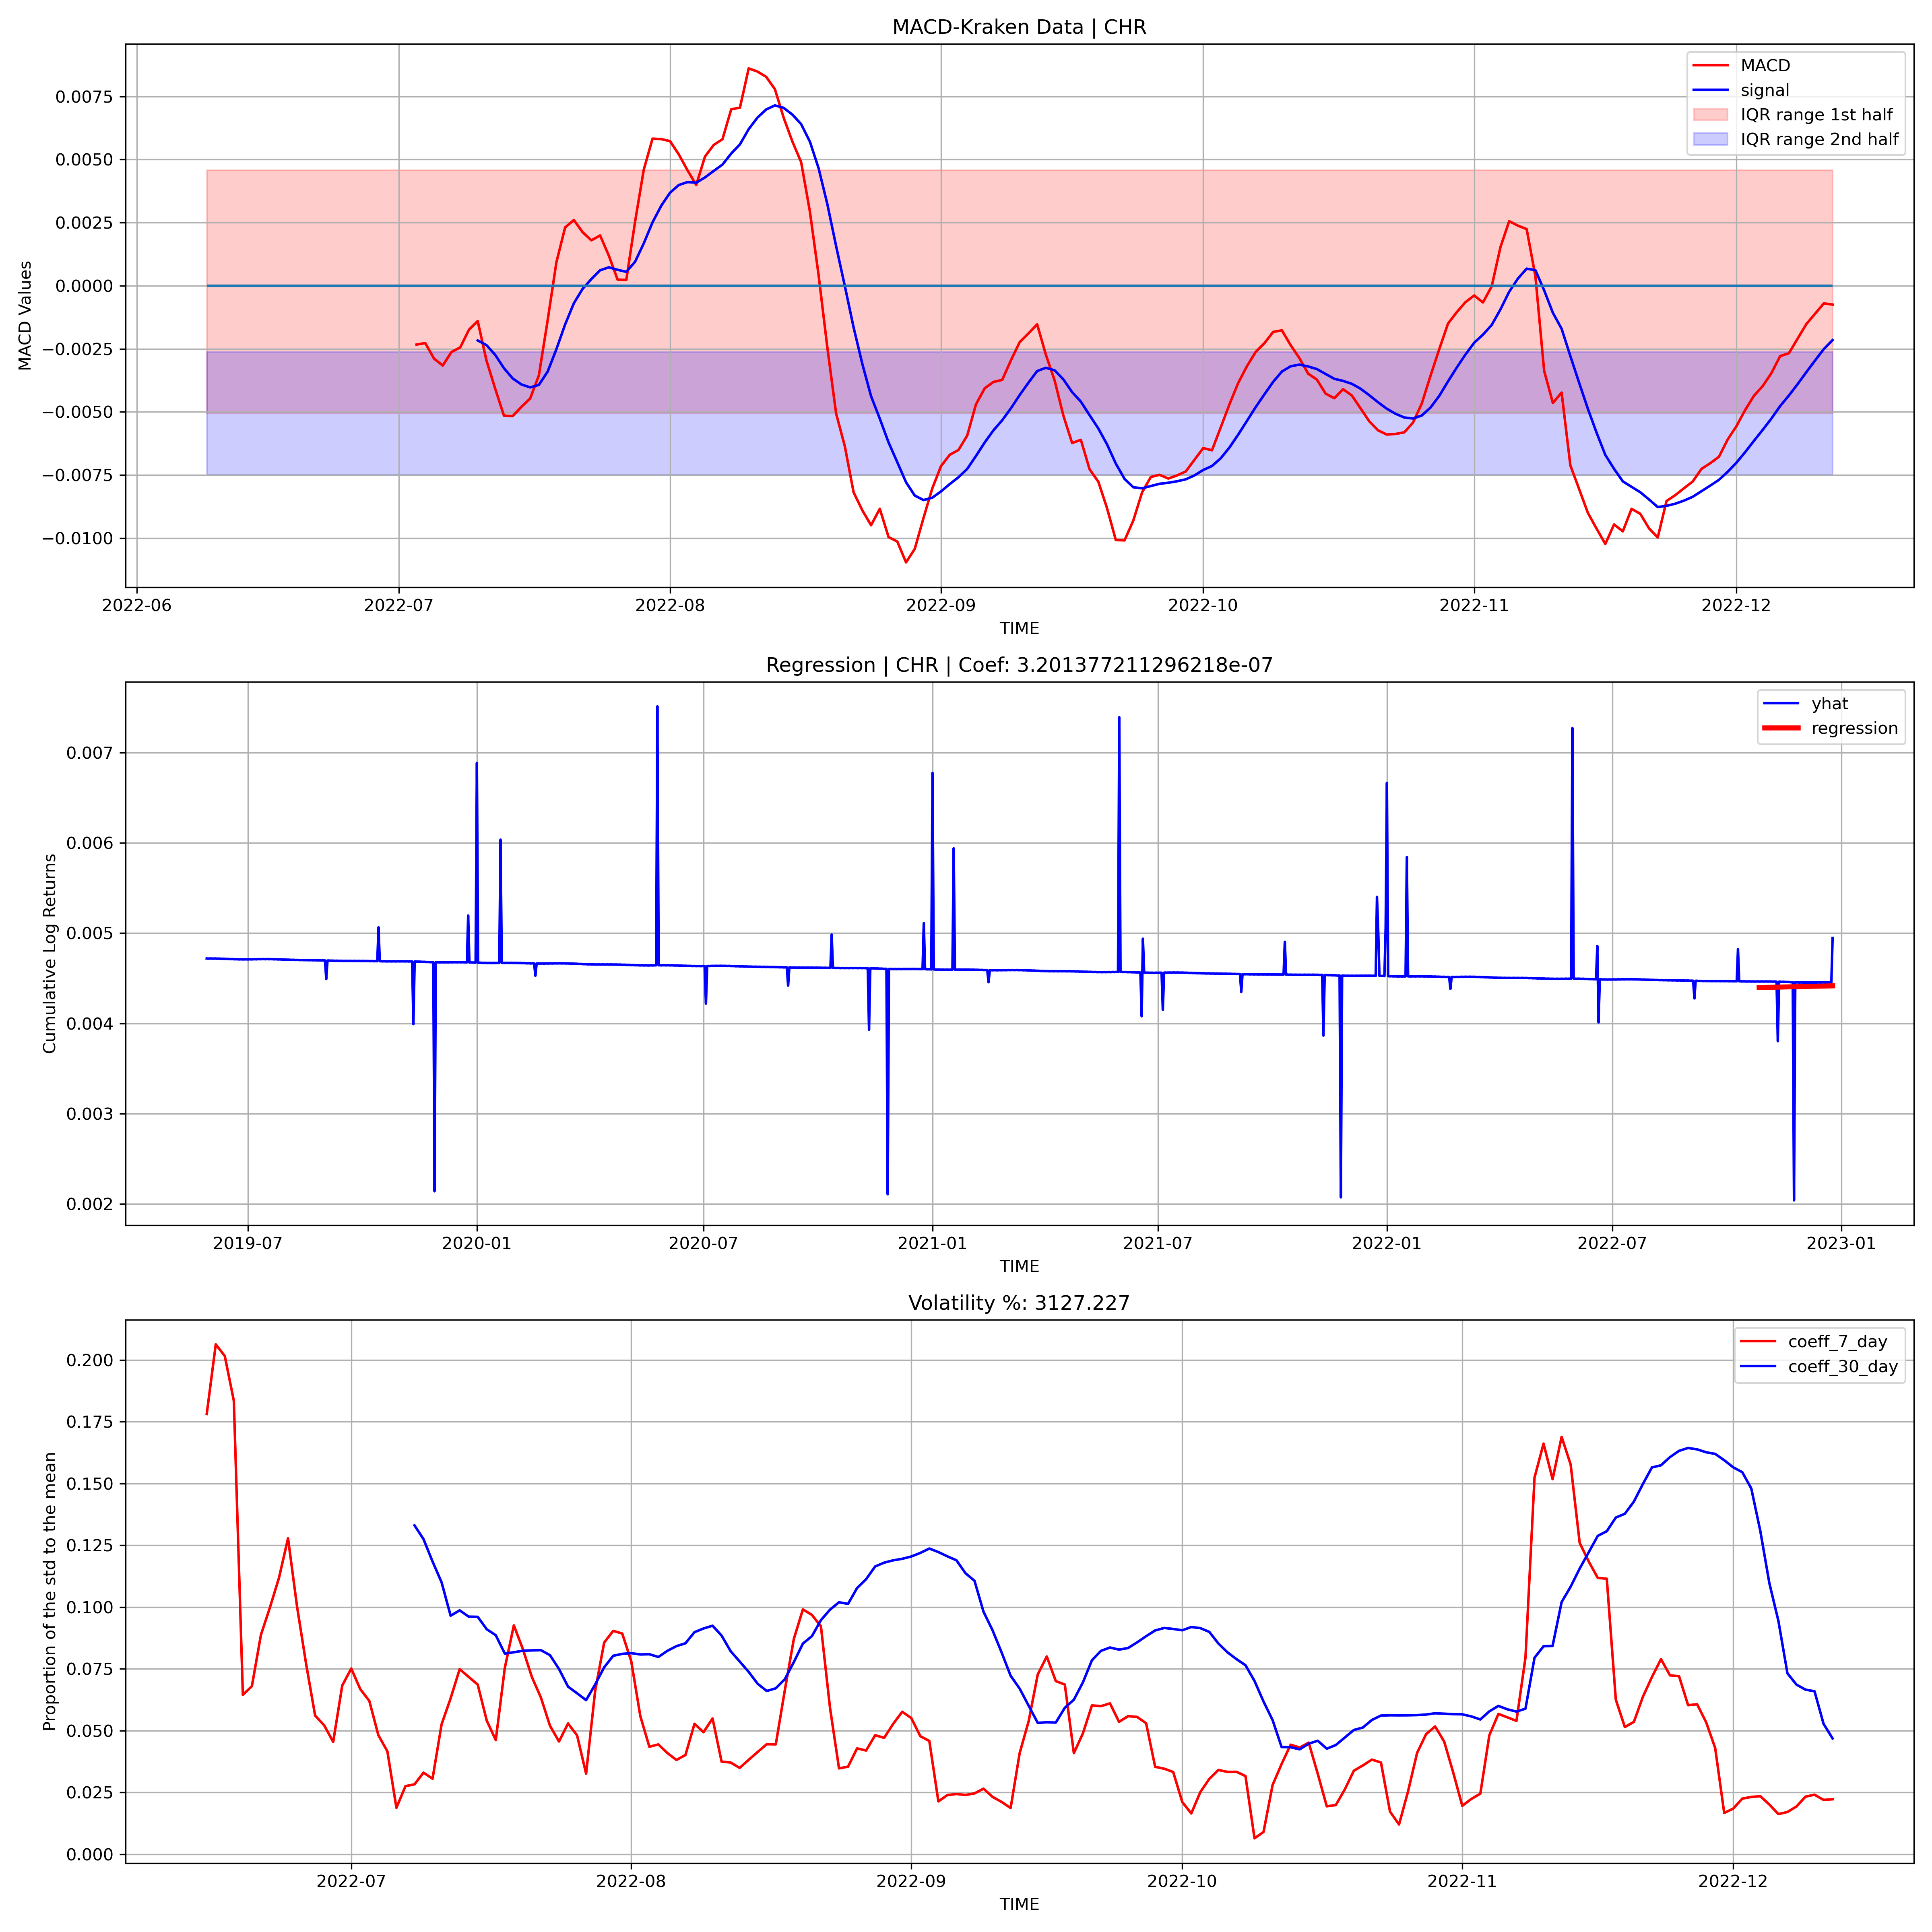 MACD-Kraken Data | CHR
MACD
signal
IQR range 1st half
IQR range 2nd half
MACD Values
0.0075
0.0050
0.0025
0.0000
−0.0025
−0.0050
−0.0075
−0.0100
2022-06 2022-07 2022-08 2022-09 2022-10 2022-11 2022-12
TIME
Regression | CHR | Coef: 3.201377211296218e-07
yhat
regression
Cumulative Log Returns
0.007
0.006
0.005
0.004
0.003
0.002
2019-07 2020-01 2020-07 2021-01 2021-07 2022-01 2022-07 2023-01
TIME
Volatility %: 3127.227
coeff_7_day
coeff_30_day
Proportion of the std to the mean
0.200
0.175
0.150
0.125
0.100
0.075
0.050
0.025
0.000
2022-07 2022-08 2022-09 2022-10 2022-11 2022-12
TIME